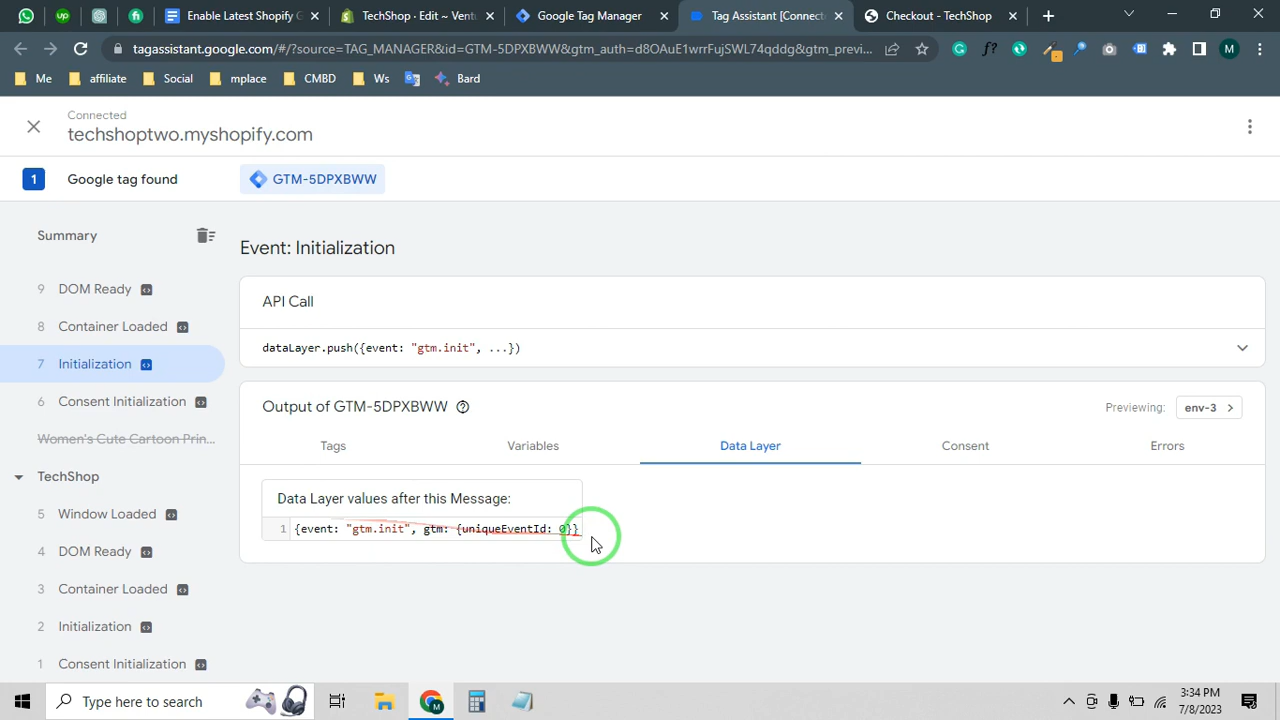 Enable Latest Shopify G
TechShop · Edit ~ Ventu
Google Tag Manager
Tag Assistant [Connect
Checkout - TechShop
tagassistant.google.com/#/?source=TAG_MANAGER&id=GTM-5DPXBWW&gtm_auth=d8OAuE1wrrFujSWL74qddg&gtm_previ...
M
Me
affiliate
Social
mplace
CMBD
Ws
Bard
Connected
techshoptwo.myshopify.com
1 Google tag found
GTM-5DPXBWW
Summary
9 DOM Ready
8 Container Loaded
7 Initialization
6 Consent Initialization
Women's Cute Cartoon Prin...
TechShop
5 Window Loaded
4 DOM Ready
3 Container Loaded
2 Initialization
1 Consent Initialization
Event: Initialization
API Call
dataLayer.push({event: "gtm.init", ...})
Output of GTM-5DPXBWW
Previewing: env-3
Tags Variables Data Layer Consent Errors
Data Layer values after this Message:
1 {event: "gtm.init", gtm: {uniqueEventId: 0}}
Type here to search
3:34 PM
7/8/2023